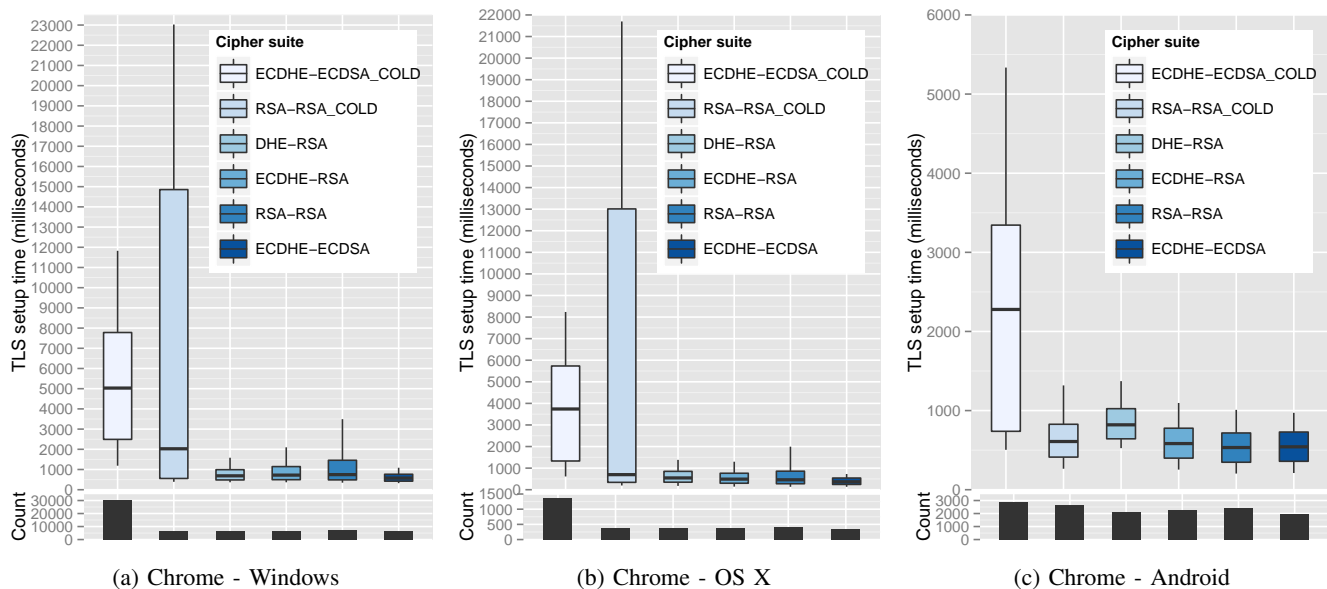 TLS setup time (milliseconds)
23000
22000
21000
20000
19000
18000
17000
16000
15000
14000
13000
12000
11000
10000
9000
8000
7000
6000
5000
4000
3000
2000
1000
0
Cipher suite
ECDHE−ECDSA_COLD
RSA−RSA_COLD
DHE−RSA
ECDHE−RSA
RSA−RSA
ECDHE−ECDSA
Count
30000
20000
10000
0
(a) Chrome - Windows
TLS setup time (milliseconds)
22000
21000
20000
19000
18000
17000
16000
15000
14000
13000
12000
11000
10000
9000
8000
7000
6000
5000
4000
3000
2000
1000
0
Cipher suite
ECDHE−ECDSA_COLD
RSA−RSA_COLD
DHE−RSA
ECDHE−RSA
RSA−RSA
ECDHE−ECDSA
Count
1500
1000
500
0
(b) Chrome - OS X
TLS setup time (milliseconds)
6000
5000
4000
3000
2000
1000
0
Cipher suite
ECDHE−ECDSA_COLD
RSA−RSA_COLD
DHE−RSA
ECDHE−RSA
RSA−RSA
ECDHE−ECDSA
Count
3000
2000
1000
0
(c) Chrome - Android